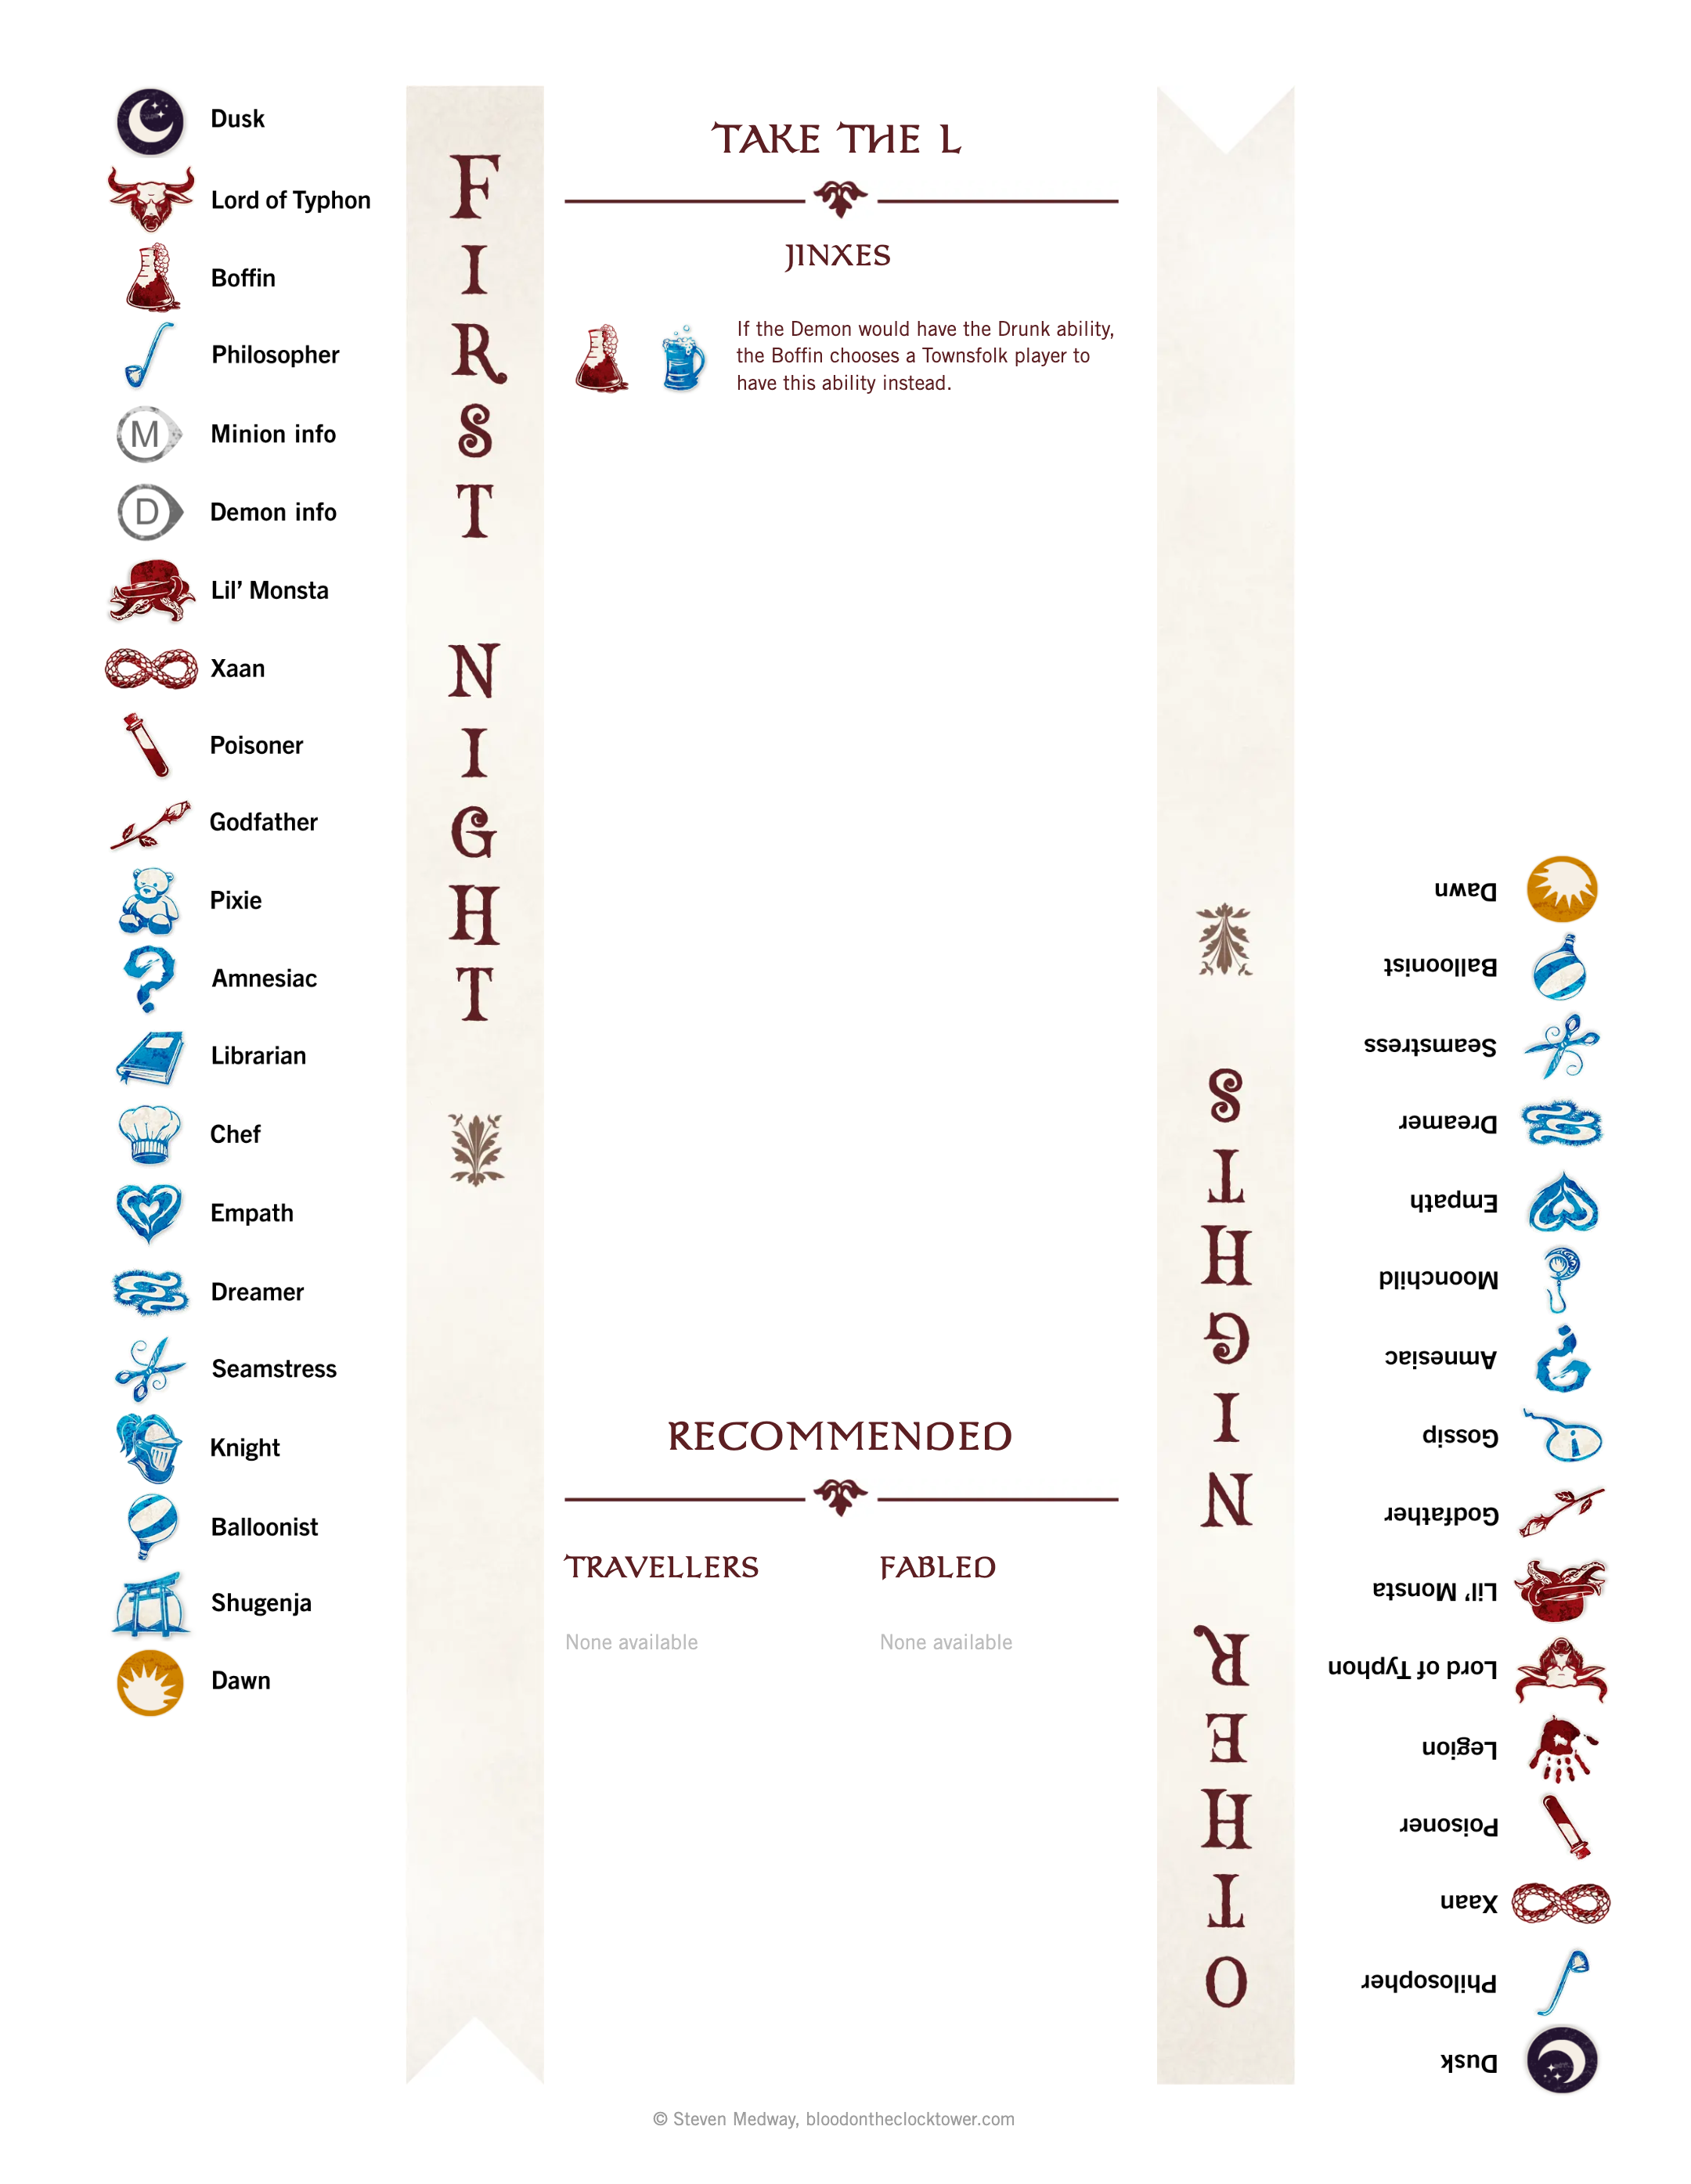 Dusk
Lord of Typhon
Boffin
Philosopher
M
Minion info
D
Demon info
Lil’ Monsta
Xaan
Poisoner
Godfather
Pixie
Amnesiac
Librarian
Chef
Empath
Dreamer
Seamstress
Knight
Balloonist
Shugenja
Dawn
FIRST NIGHT
TAKE THE L
JINXES
If the Demon would have the Drunk ability,
the Boffin chooses a Townsfolk player to
have this ability instead.
RECOMMENDED
TRAVELLERS
None available
FABLED
None available
OTHER NIGHTS
Dusk
Philosopher
Xaan
Poisoner
Legion
Lord of Typhon
Lil’ Monsta
Godfather
Gossip
Amnesiac
Moonchild
Empath
Dreamer
Seamstress
Balloonist
Dawn
© Steven Medway, bloodontheclocktower.com